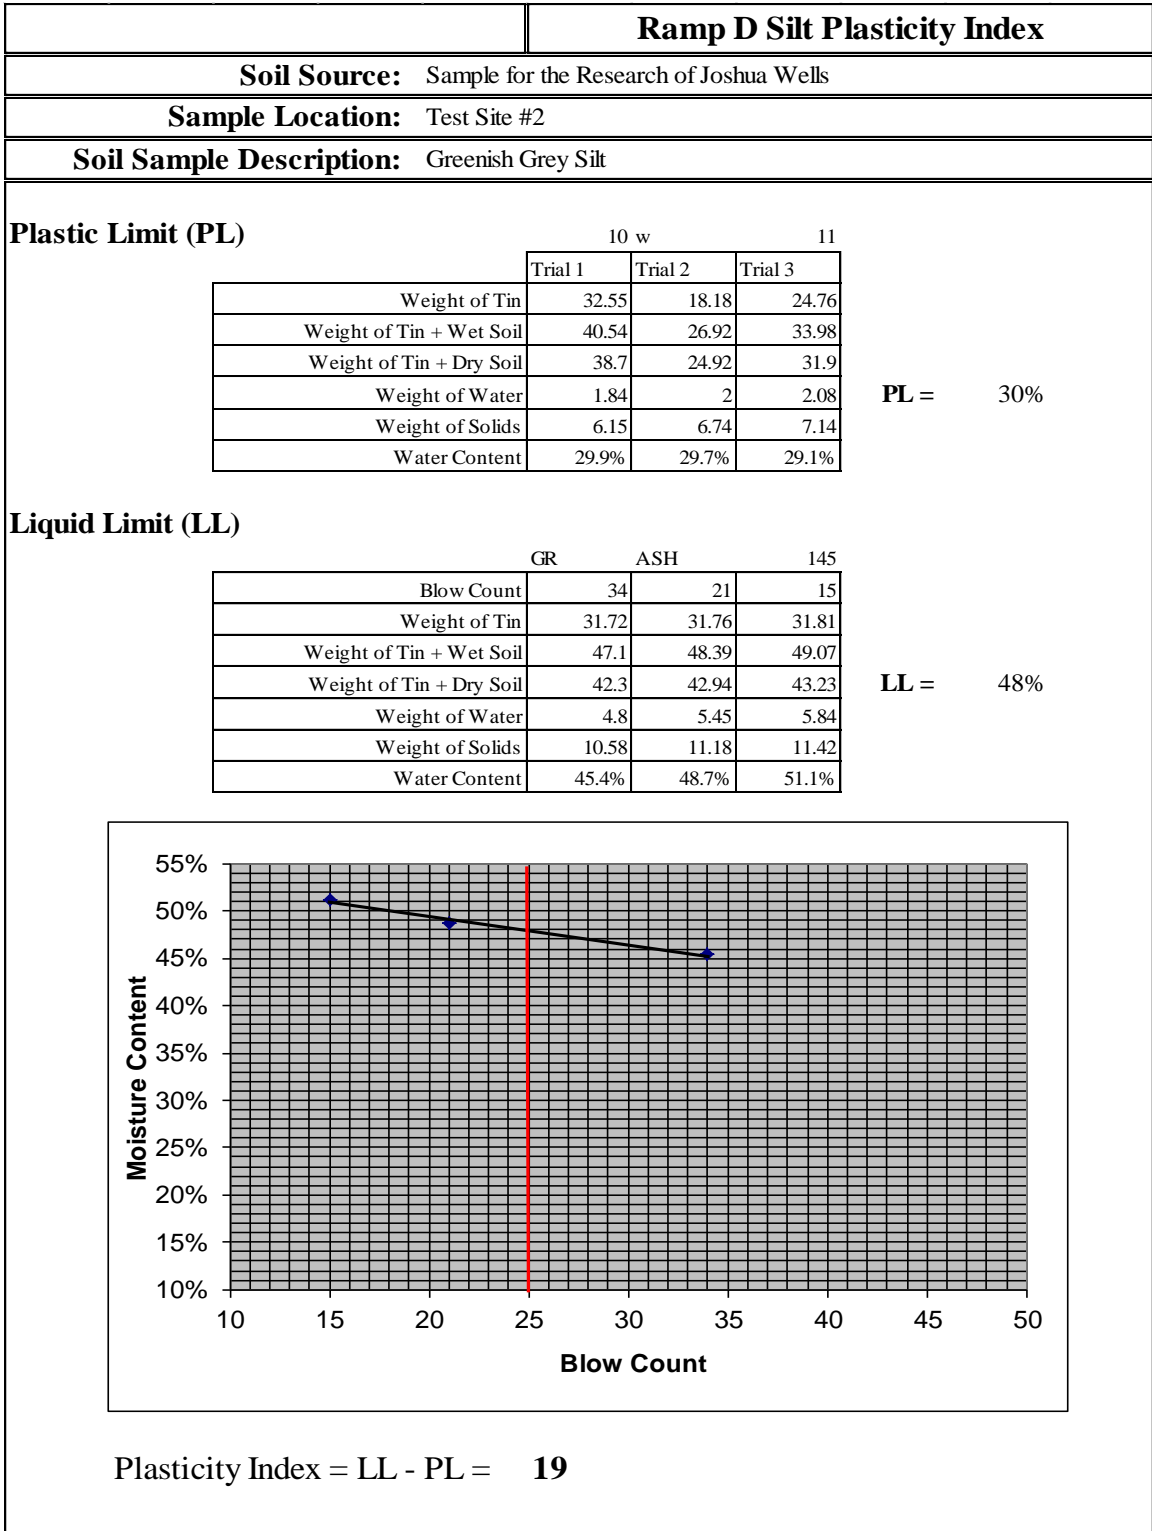 Ramp D Silt Plasticity Index
Soil Source: Sample for the Research of Joshua Wells
Sample Location: Test Site #2
Soil Sample Description: Greenish Grey Silt
Plastic Limit (PL)
10 w 11
Trial 1 Trial 2 Trial 3
Weight of Tin 32.55 18.18 24.76
Weight of Tin + Wet Soil 40.54 26.92 33.98
Weight of Tin + Dry Soil 38.7 24.92 31.9
Weight of Water 1.84 2 2.08 PL = 30%
Weight of Solids 6.15 6.74 7.14
Water Content 29.9% 29.7% 29.1%
Liquid Limit (LL)
GR ASH 145
Blow Count 34 21 15
Weight of Tin 31.72 31.76 31.81
Weight of Tin + Wet Soil 47.1 48.39 49.07
Weight of Tin + Dry Soil 42.3 42.94 43.23 LL = 48%
Weight of Water 4.8 5.45 5.84
Weight of Solids 10.58 11.18 11.42
Water Content 45.4% 48.7% 51.1%
55%
50%
45%
40%
35%
30%
25%
20%
15%
10%
Moisture Content
10 15 20 25 30 35 40 45 50
Blow Count
Plasticity Index = LL - PL = 19